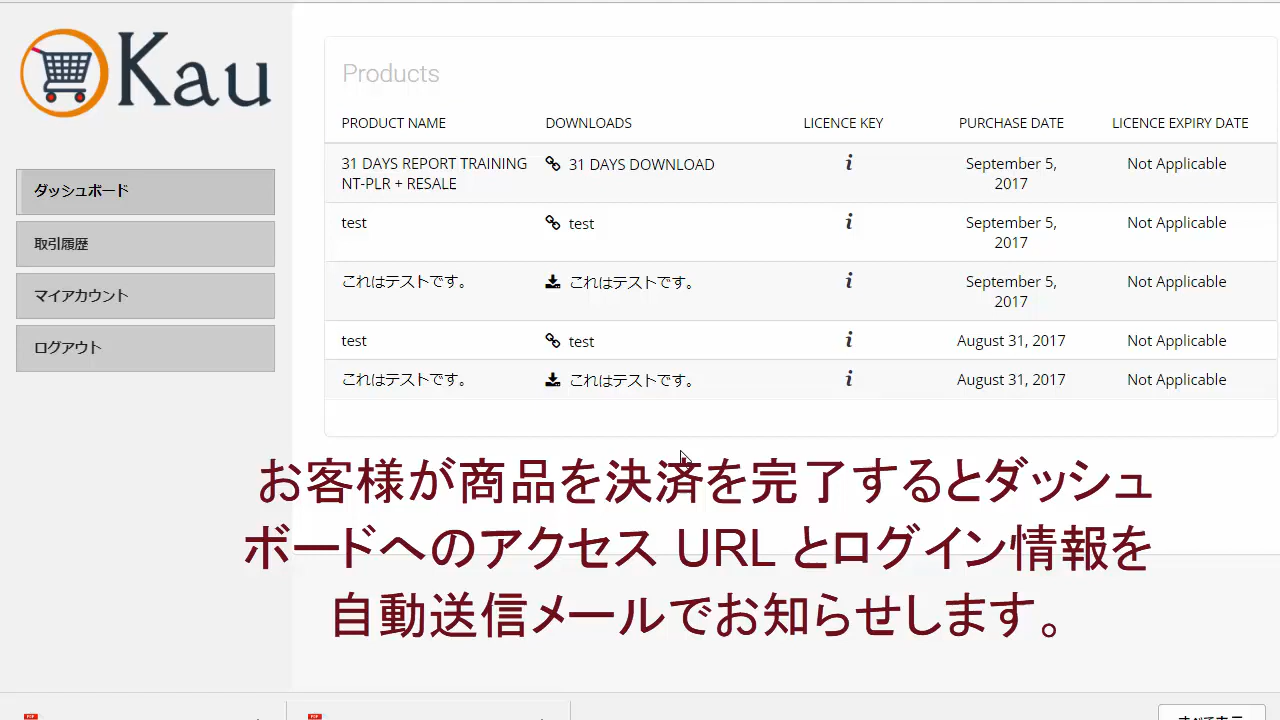 Kau
ダッシュボード
取引履歴
マイアカウント
ログアウト
Products
PRODUCT NAME DOWNLOADS LICENCE KEY PURCHASE DATE LICENCE EXPIRY DATE
31 DAYS REPORT TRAINING 31 DAYS DOWNLOAD September 5, Not Applicable
NT-PLR + RESALE 2017
test test September 5, Not Applicable
2017
これはテストです。 これはテストです。 September 5, Not Applicable
2017
test test August 31, 2017 Not Applicable
これはテストです。 これはテストです。 August 31, 2017 Not Applicable
お客様が商品を決済を完了するとダッシュ
ボードへのアクセス URL とログイン情報を
自動送信メールでお知らせします。